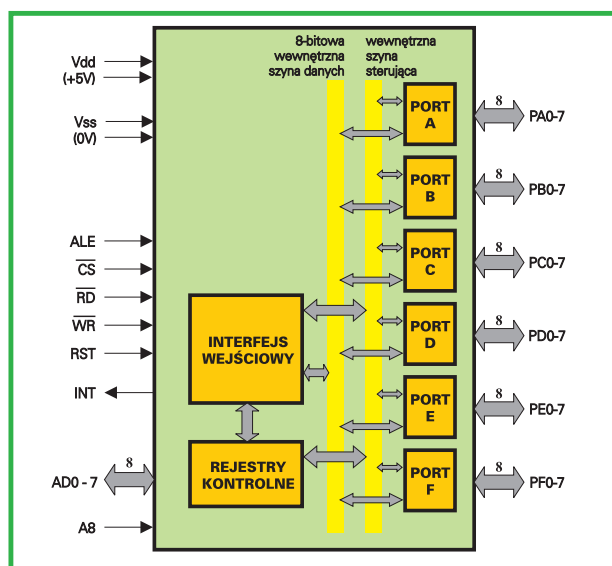 8-bitowa
wewnętrzna
szyna danych
wewnętrzna
szyna
sterująca
Vdd
(+5V)
Vss
(0V)
ALE
CS
RD
WR
RST
INT
AD0 - 7
8
A8
INTERFEJS
WEJŚCIOWY
REJESTRY
KONTROLNE
PORT
A
8
PA0-7
PORT
B
8
PB0-7
PORT
C
8
PC0-7
PORT
D
8
PD0-7
PORT
E
8
PE0-7
PORT
F
8
PF0-7